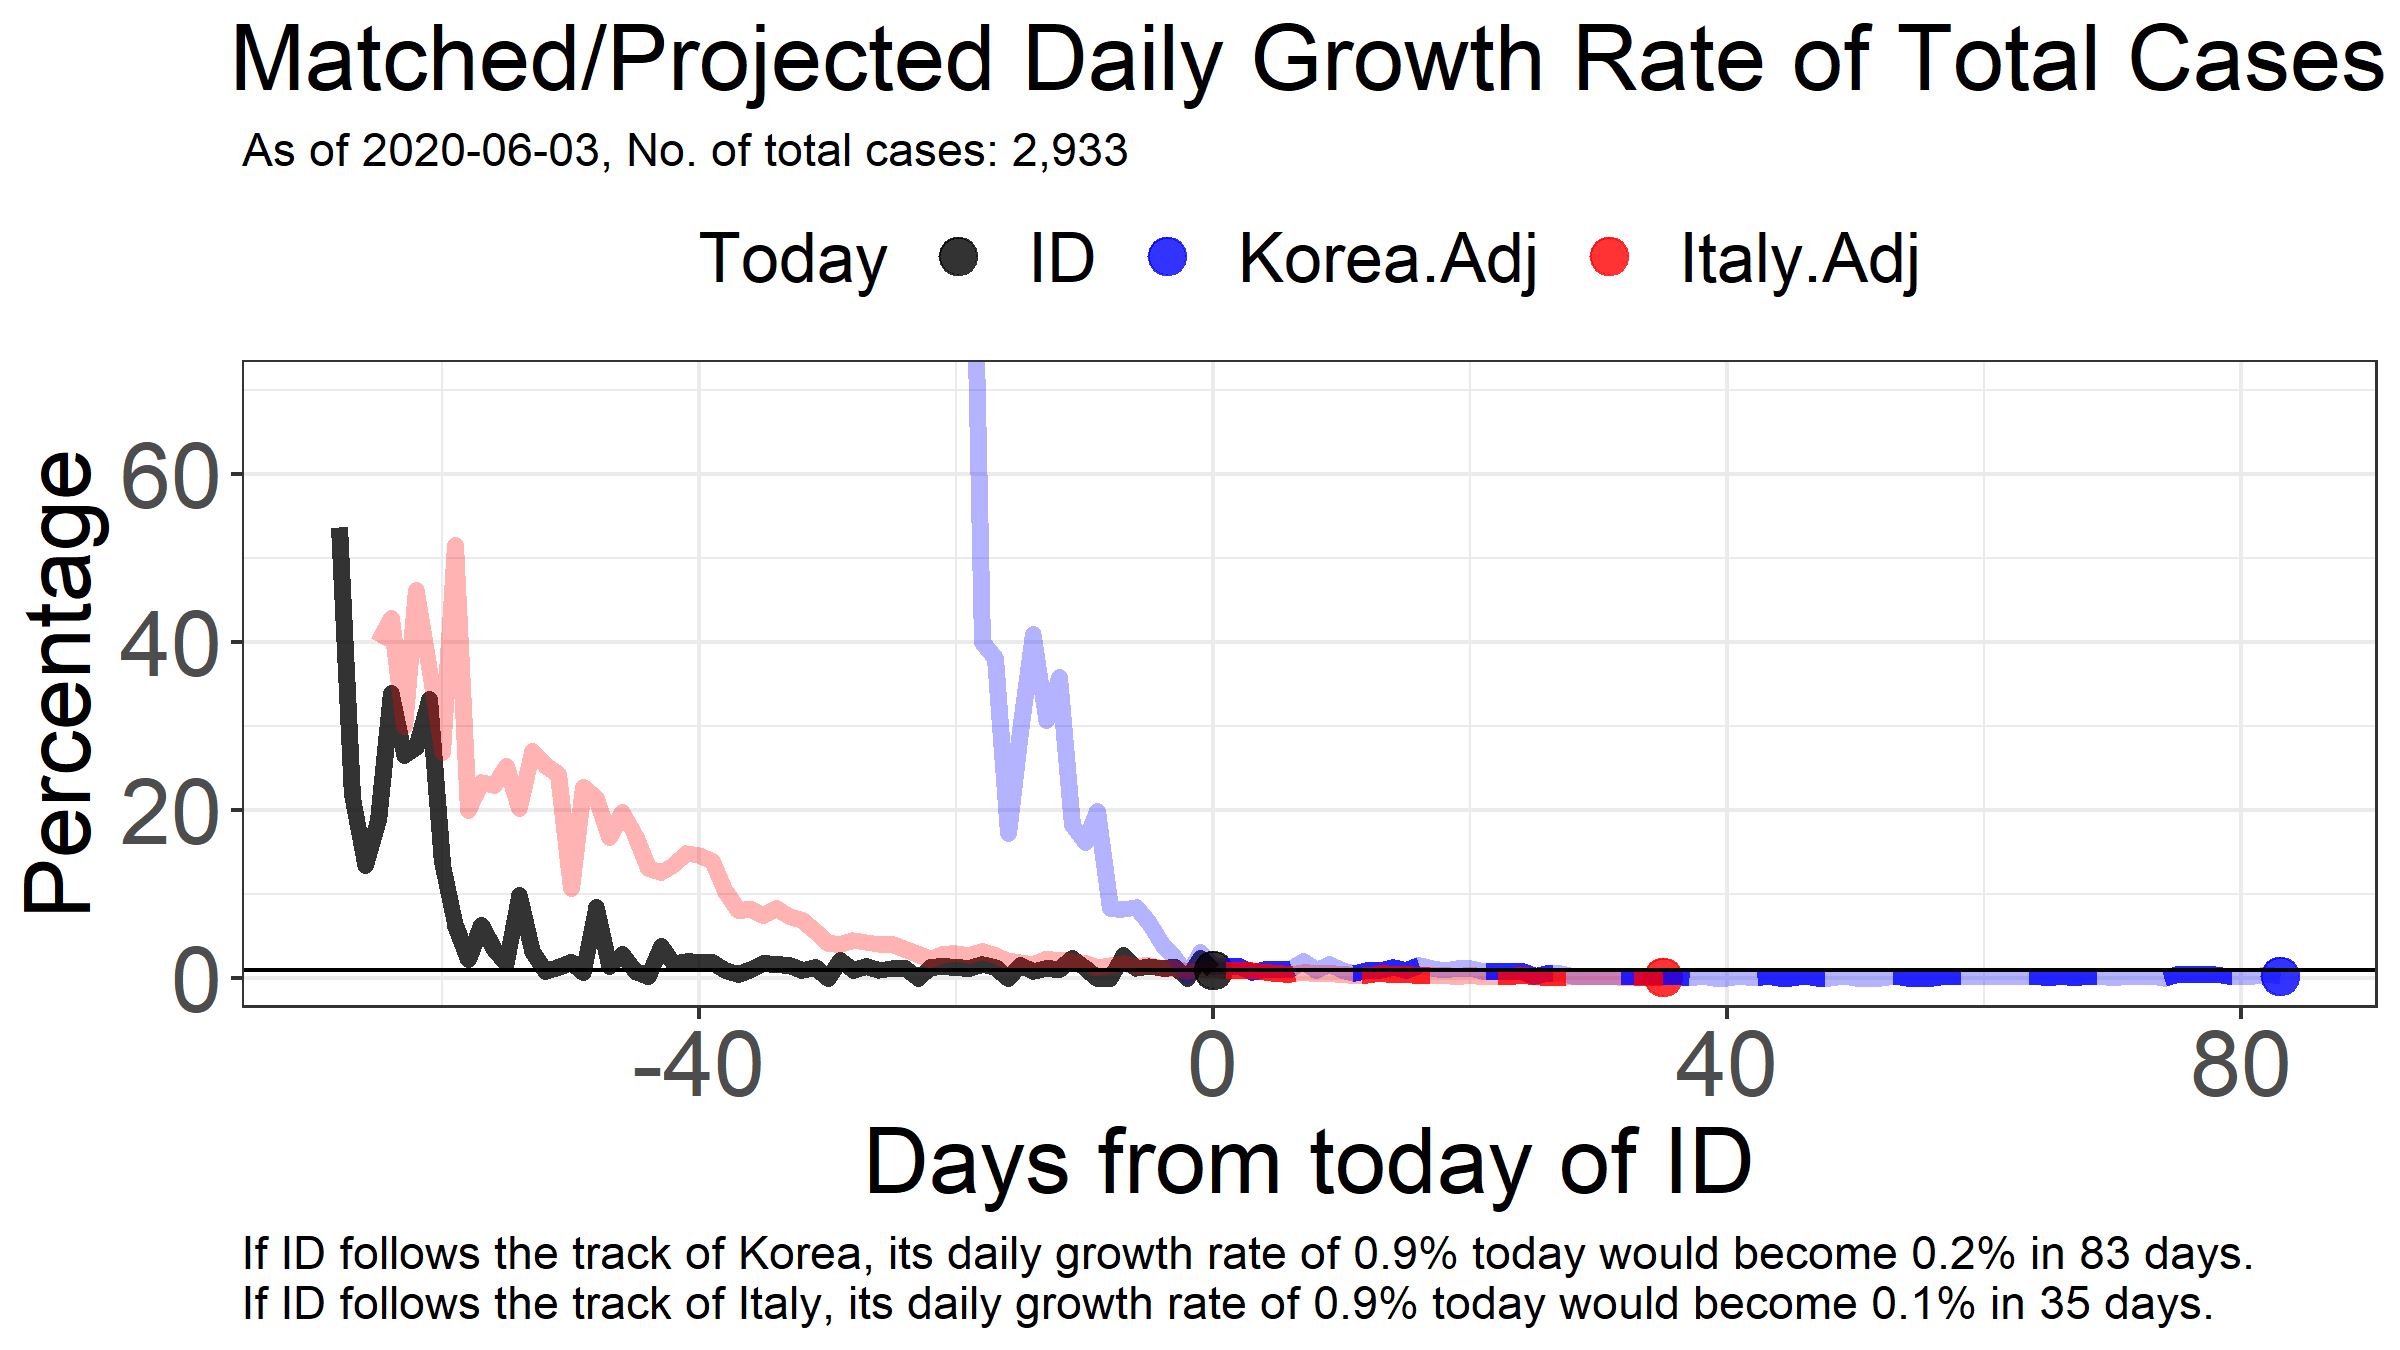 Matched/Projected Daily Growth Rate of Total Cases
As of 2020-06-03, No. of total cases: 2,933
Today ID Korea.Adj Italy.Adj
Percentage
60
40
20
0
-40 0 40 80
Days from today of ID
If ID follows the track of Korea, its daily growth rate of 0.9% today would become 0.2% in 83 days.
If ID follows the track of Italy, its daily growth rate of 0.9% today would become 0.1% in 35 days.